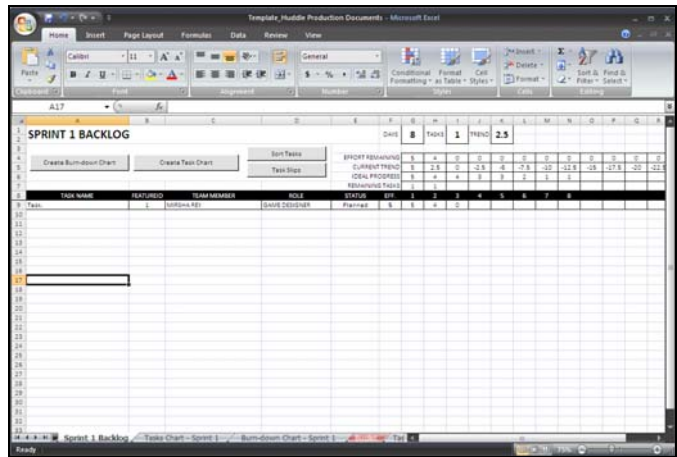 Template_Huddle Production Documents - Microsoft Excel
Home Insert Page Layout Formulas Data Review View
Calibri 11 General Insert
Paste Conditional Format Cell Delete Sort & Find &
Formatting as Table Styles Format Filter Select
Clipboard Font Alignment Number Styles Cells Editing
A17 fx
A B C D E F G H I J K L M N O P Q R
SPRINT 1 BACKLOG DAYS 8 TASKS 1 TREND 2.5
Create Burn-down Chart Create Task Chart Sort Tasks
Task Slips
EFFORT REMAINING 5 4 0 0 0 0 0 0 0 0 0 0
CURRENT TREND 5 2.5 0 -2.5 -5 -7.5 -10 -12.5 -15 -17.5 -20 -22.5
IDEAL PROGRESS 5 4 4 3 3 2 1 1
REMAINING TASKS 1 1
TASK NAME FEATUREID TEAM MEMBER ROLE STATUS EFF. 1 2 3 4 5 6 7 8
Task. 1 GAME DESIGNER Planned 5 5 4 0
Sprint 1 Backlog Tasks Chart - Sprint 1 Burn-down Chart - Sprint 1
Ready 75%